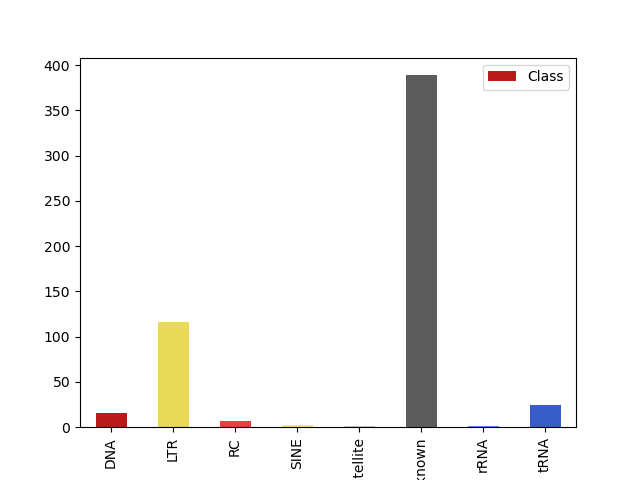 400
350
300
250
200
150
100
50
0
Class
DNA
LTR
RC
SINE
tellite
known
rRNA
tRNA